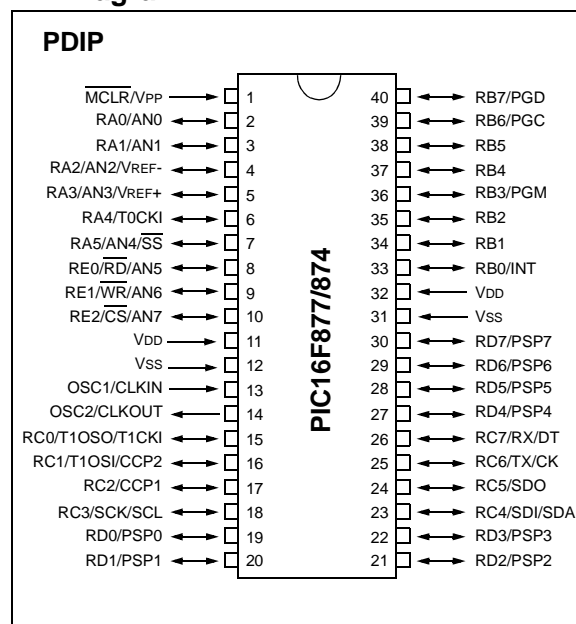 PDIP
MCLR/VPP 1 40 RB7/PGD
RA0/AN0 2 39 RB6/PGC
RA1/AN1 3 38 RB5
RA2/AN2/VREF- 4 37 RB4
RA3/AN3/VREF+ 5 36 RB3/PGM
RA4/T0CKI 6 35 RB2
RA5/AN4/SS 7 34 RB1
RE0/RD/AN5 8 33 RB0/INT
RE1/WR/AN6 9 32 VDD
RE2/CS/AN7 10 31 VSS
VDD 11 30 RD7/PSP7
VSS 12 29 RD6/PSP6
OSC1/CLKIN 13 28 RD5/PSP5
OSC2/CLKOUT 14 27 RD4/PSP4
RC0/T1OSO/T1CKI 15 26 RC7/RX/DT
RC1/T1OSI/CCP2 16 25 RC6/TX/CK
RC2/CCP1 17 24 RC5/SDO
RC3/SCK/SCL 18 23 RC4/SDI/SDA
RD0/PSP0 19 22 RD3/PSP3
RD1/PSP1 20 21 RD2/PSP2
PIC16F877/874